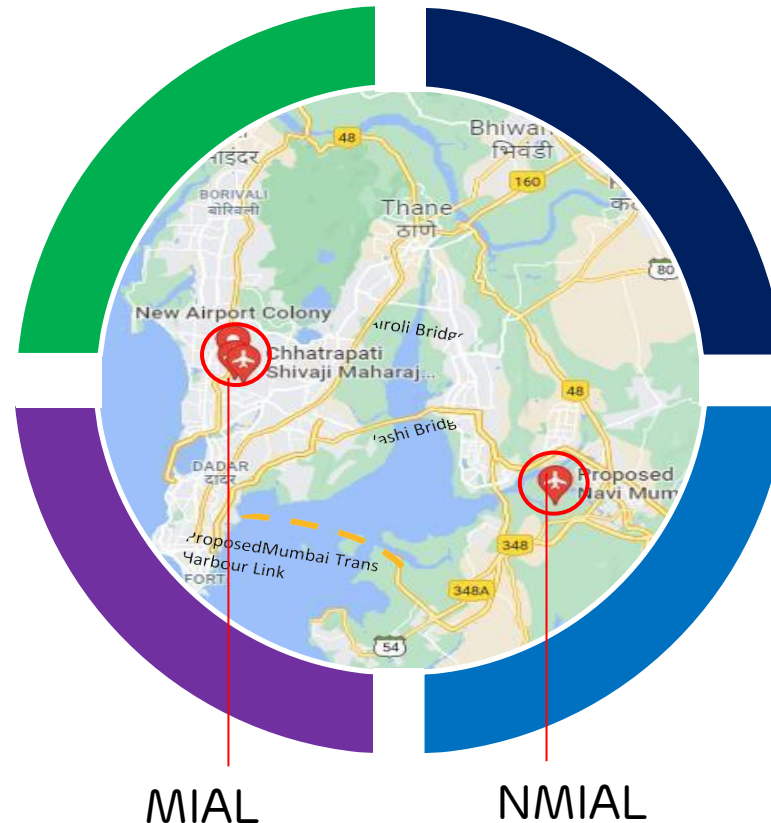 48
Bhiwan
भिवंडी
ाइंदर
160
BORIVALI
बोरिवली
Thane
ठाणे
80
New Airport Colony
Airoli Bridge
Chhatrapati
Shivaji Maharaj...
48
Vashi Bridg
DADAR
दादर
Proposed
Navi Mum
ProposedMumbai Trans
Harbour Link
348
FORT
348A
54
MIAL
NMIAL